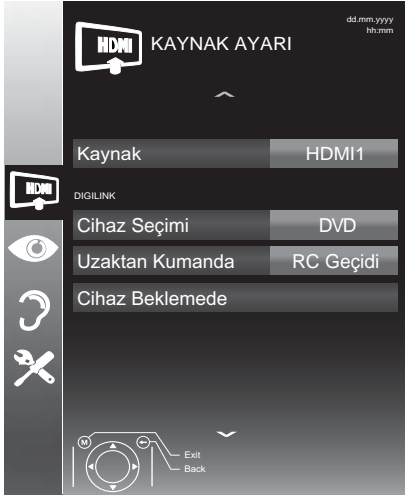 HDMI
KAYNAK AYARI
dd.mm.yyyy
hh:mm
Kaynak HDMI1
HDMI
DIGILINK
Cihaz Seçimi DVD
Uzaktan Kumanda RC Geçidi
Cihaz Beklemede
M
Exit
Back